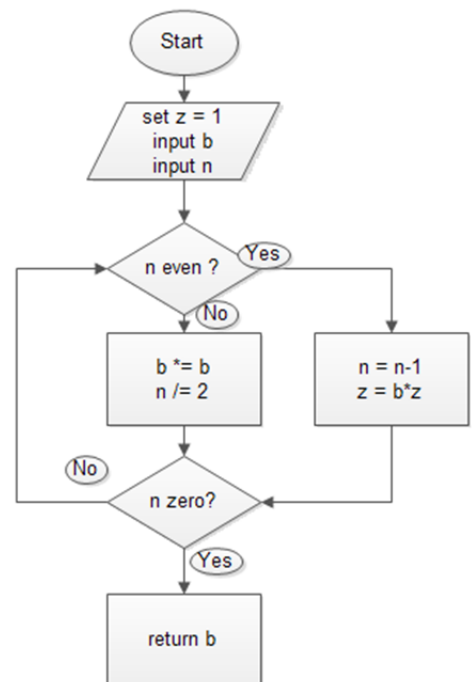 Start
set z = 1
input b
input n
n even ?
Yes
No
b *= b
n /= 2
n = n-1
z = b*z
No
n zero?
Yes
return b